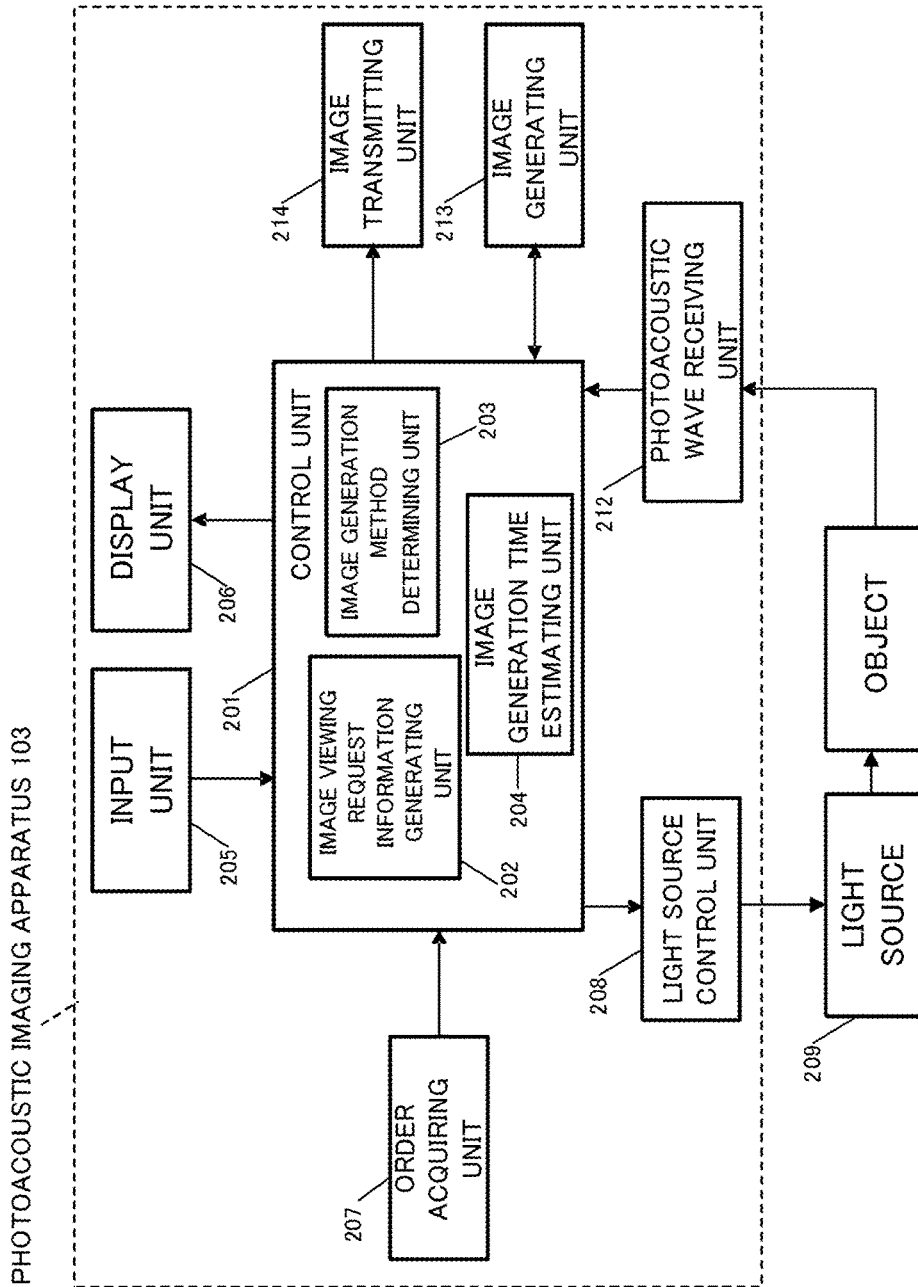 PHOTOACOUSTIC IMAGING APPARATUS 103
INPUT
UNIT
205
DISPLAY
UNIT
206
201
CONTROL UNIT
IMAGE VIEWING
REQUEST
INFORMATION
GENERATING
UNIT
202
IMAGE GENERATION
METHOD
DETERMINING UNIT
203
IMAGE
GENERATION TIME
ESTIMATING UNIT
204
ORDER
ACQUIRING
UNIT
207
214
IMAGE
TRANSMITTING
UNIT
213
IMAGE
GENERATING
UNIT
208
LIGHT SOURCE
CONTROL UNIT
212
PHOTOACOUSTIC
WAVE RECEIVING
UNIT
LIGHT
SOURCE
209
OBJECT